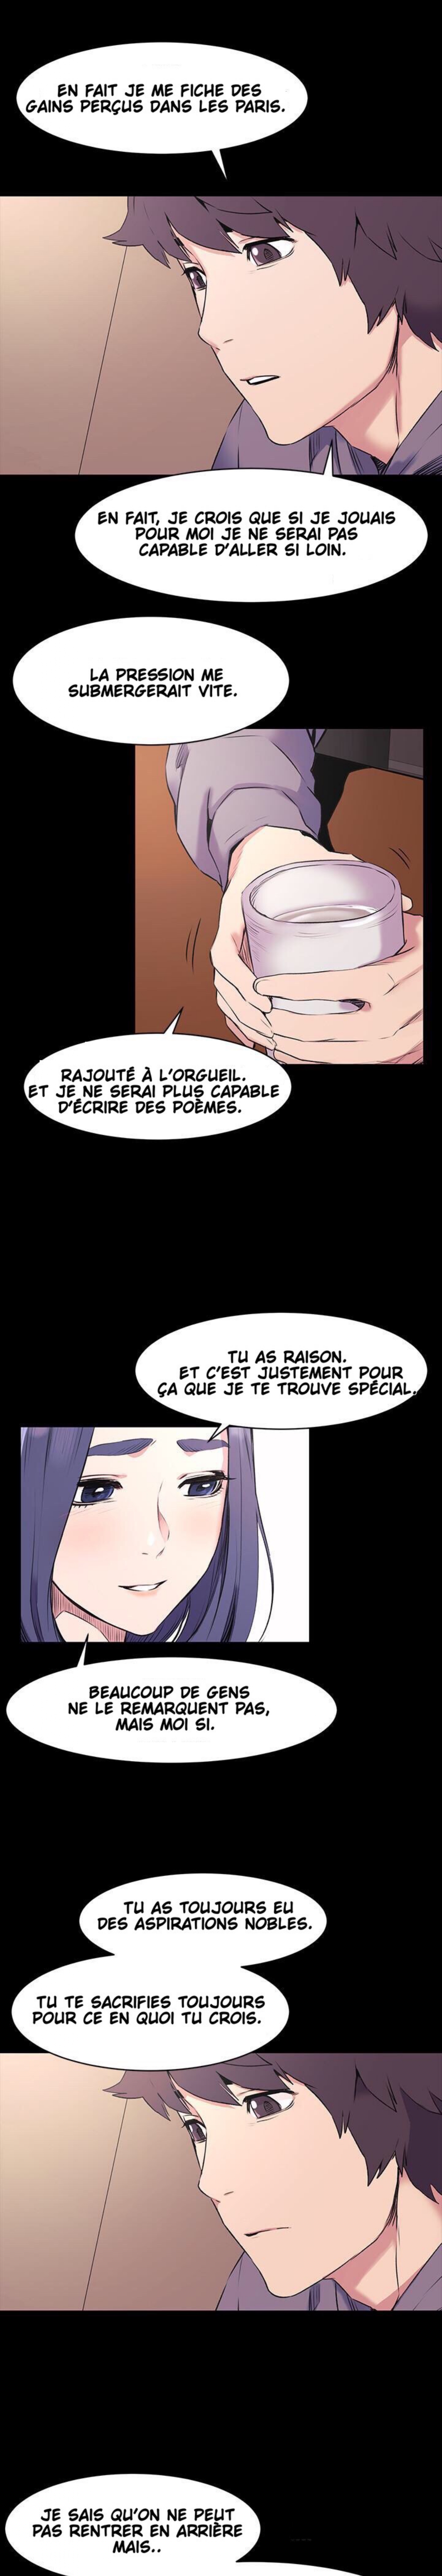 EN FAIT JE ME FICHE DES
GAINS PERÇUS DANS LES PARIS.
EN FAIT, JE CROIS QUE SI JE JOUAIS
POUR MOI JE NE SERAI PAS
CAPABLE D'ALLER SI LOIN.
LA PRESSION ME
SUBMERGERAIT VITE.
RAJOUTÉ À L'ORGUEIL.
ET JE NE SERAI PLUS CAPABLE
D'ÉCRIRE DES POÈMES.
TU AS RAISON.
ET C'EST JUSTEMENT POUR
ÇA QUE JE TE TROUVE SPÉCIAL.
BEAUCOUP DE GENS
NE LE REMARQUENT PAS,
MAIS MOI SI.
TU AS TOUJOURS EU
DES ASPIRATIONS NOBLES.
TU TE SACRIFIES TOUJOURS
POUR CE EN QUOI TU CROIS.
JE SAIS QU'ON NE PEUT
PAS RENTRER EN ARRIÈRE
MAIS..